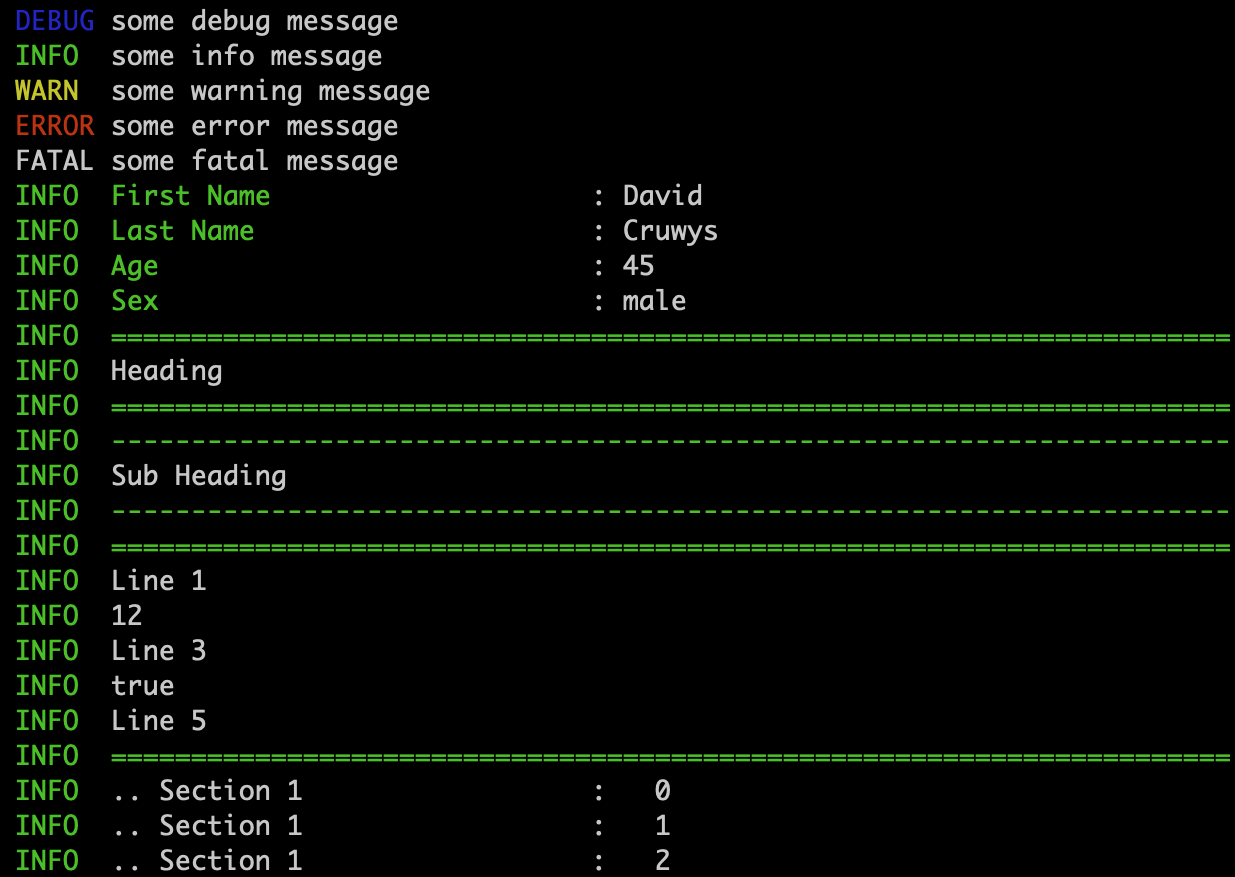 DEBUG some debug message
INFO  some info message
WARN  some warning message
ERROR some error message
FATAL some fatal message
INFO  First Name                    : David
INFO  Last Name                     : Cruwys
INFO  Age                           : 45
INFO  Sex                           : male
INFO  ======================================================================
INFO  Heading
INFO  ======================================================================
INFO  ----------------------------------------------------------------------
INFO  Sub Heading
INFO  ----------------------------------------------------------------------
INFO  ======================================================================
INFO  Line 1
INFO  12
INFO  Line 3
INFO  true
INFO  Line 5
INFO  ======================================================================
INFO  .. Section 1                  :   0
INFO  .. Section 1                  :   1
INFO  .. Section 1                  :   2